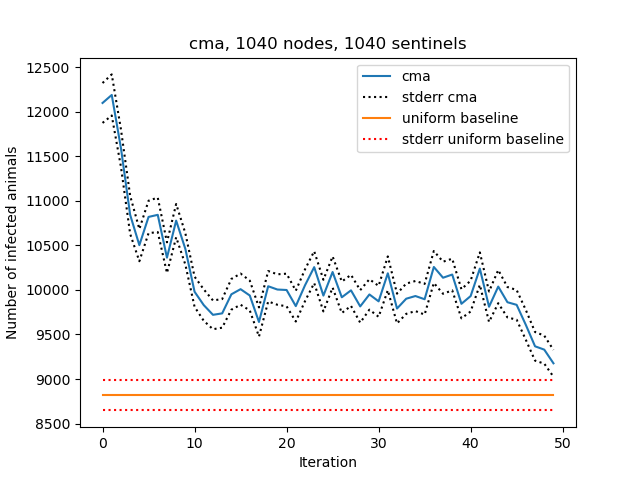 cma, 1040 nodes, 1040 sentinels
cma
stderr cma
uniform baseline
stderr uniform baseline
Number of infected animals
12500
12000
11500
11000
10500
10000
9500
9000
8500
0 10 20 30 40 50
Iteration